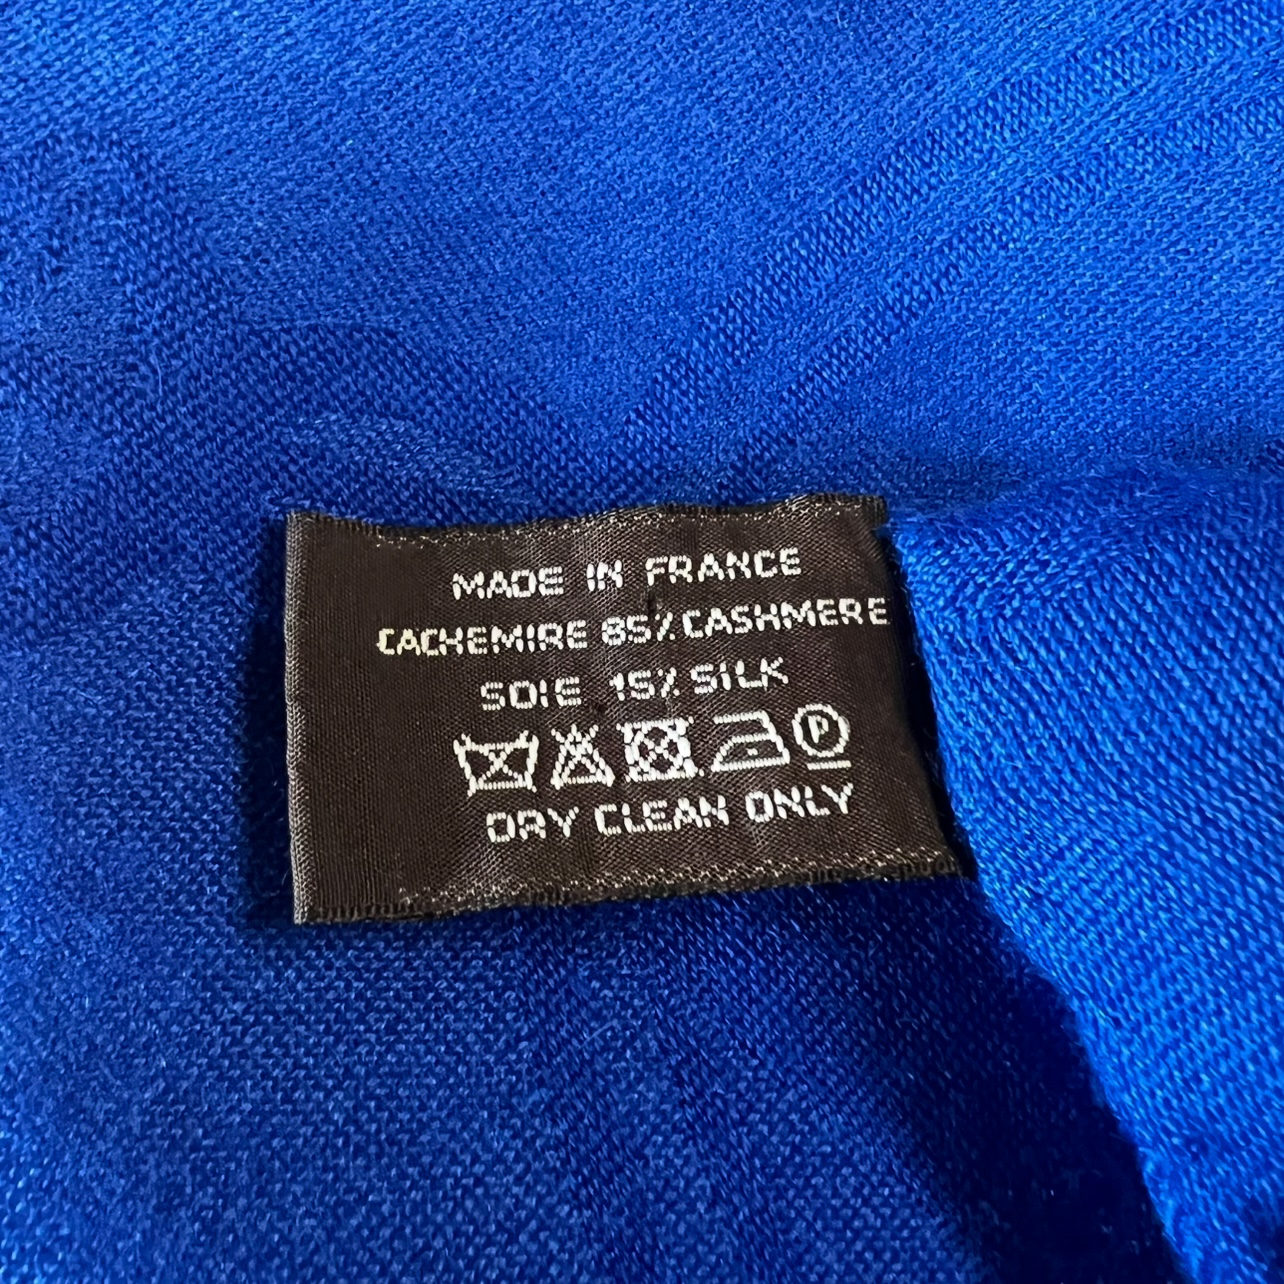 MADE IN FRANCE
CACHEMIRE 85% CASHMERE
SOIE 15% SILK
P
DRY CLEAN ONLY